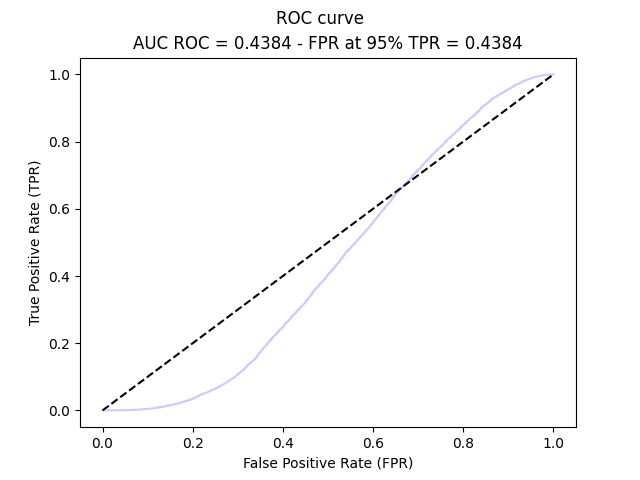 ROC curve
AUC ROC = 0.4384 - FPR at 95% TPR = 0.4384
1.0
0.8
0.6
0.4
0.2
0.0
True Positive Rate (TPR)
0.0 0.2 0.4 0.6 0.8 1.0
False Positive Rate (FPR)